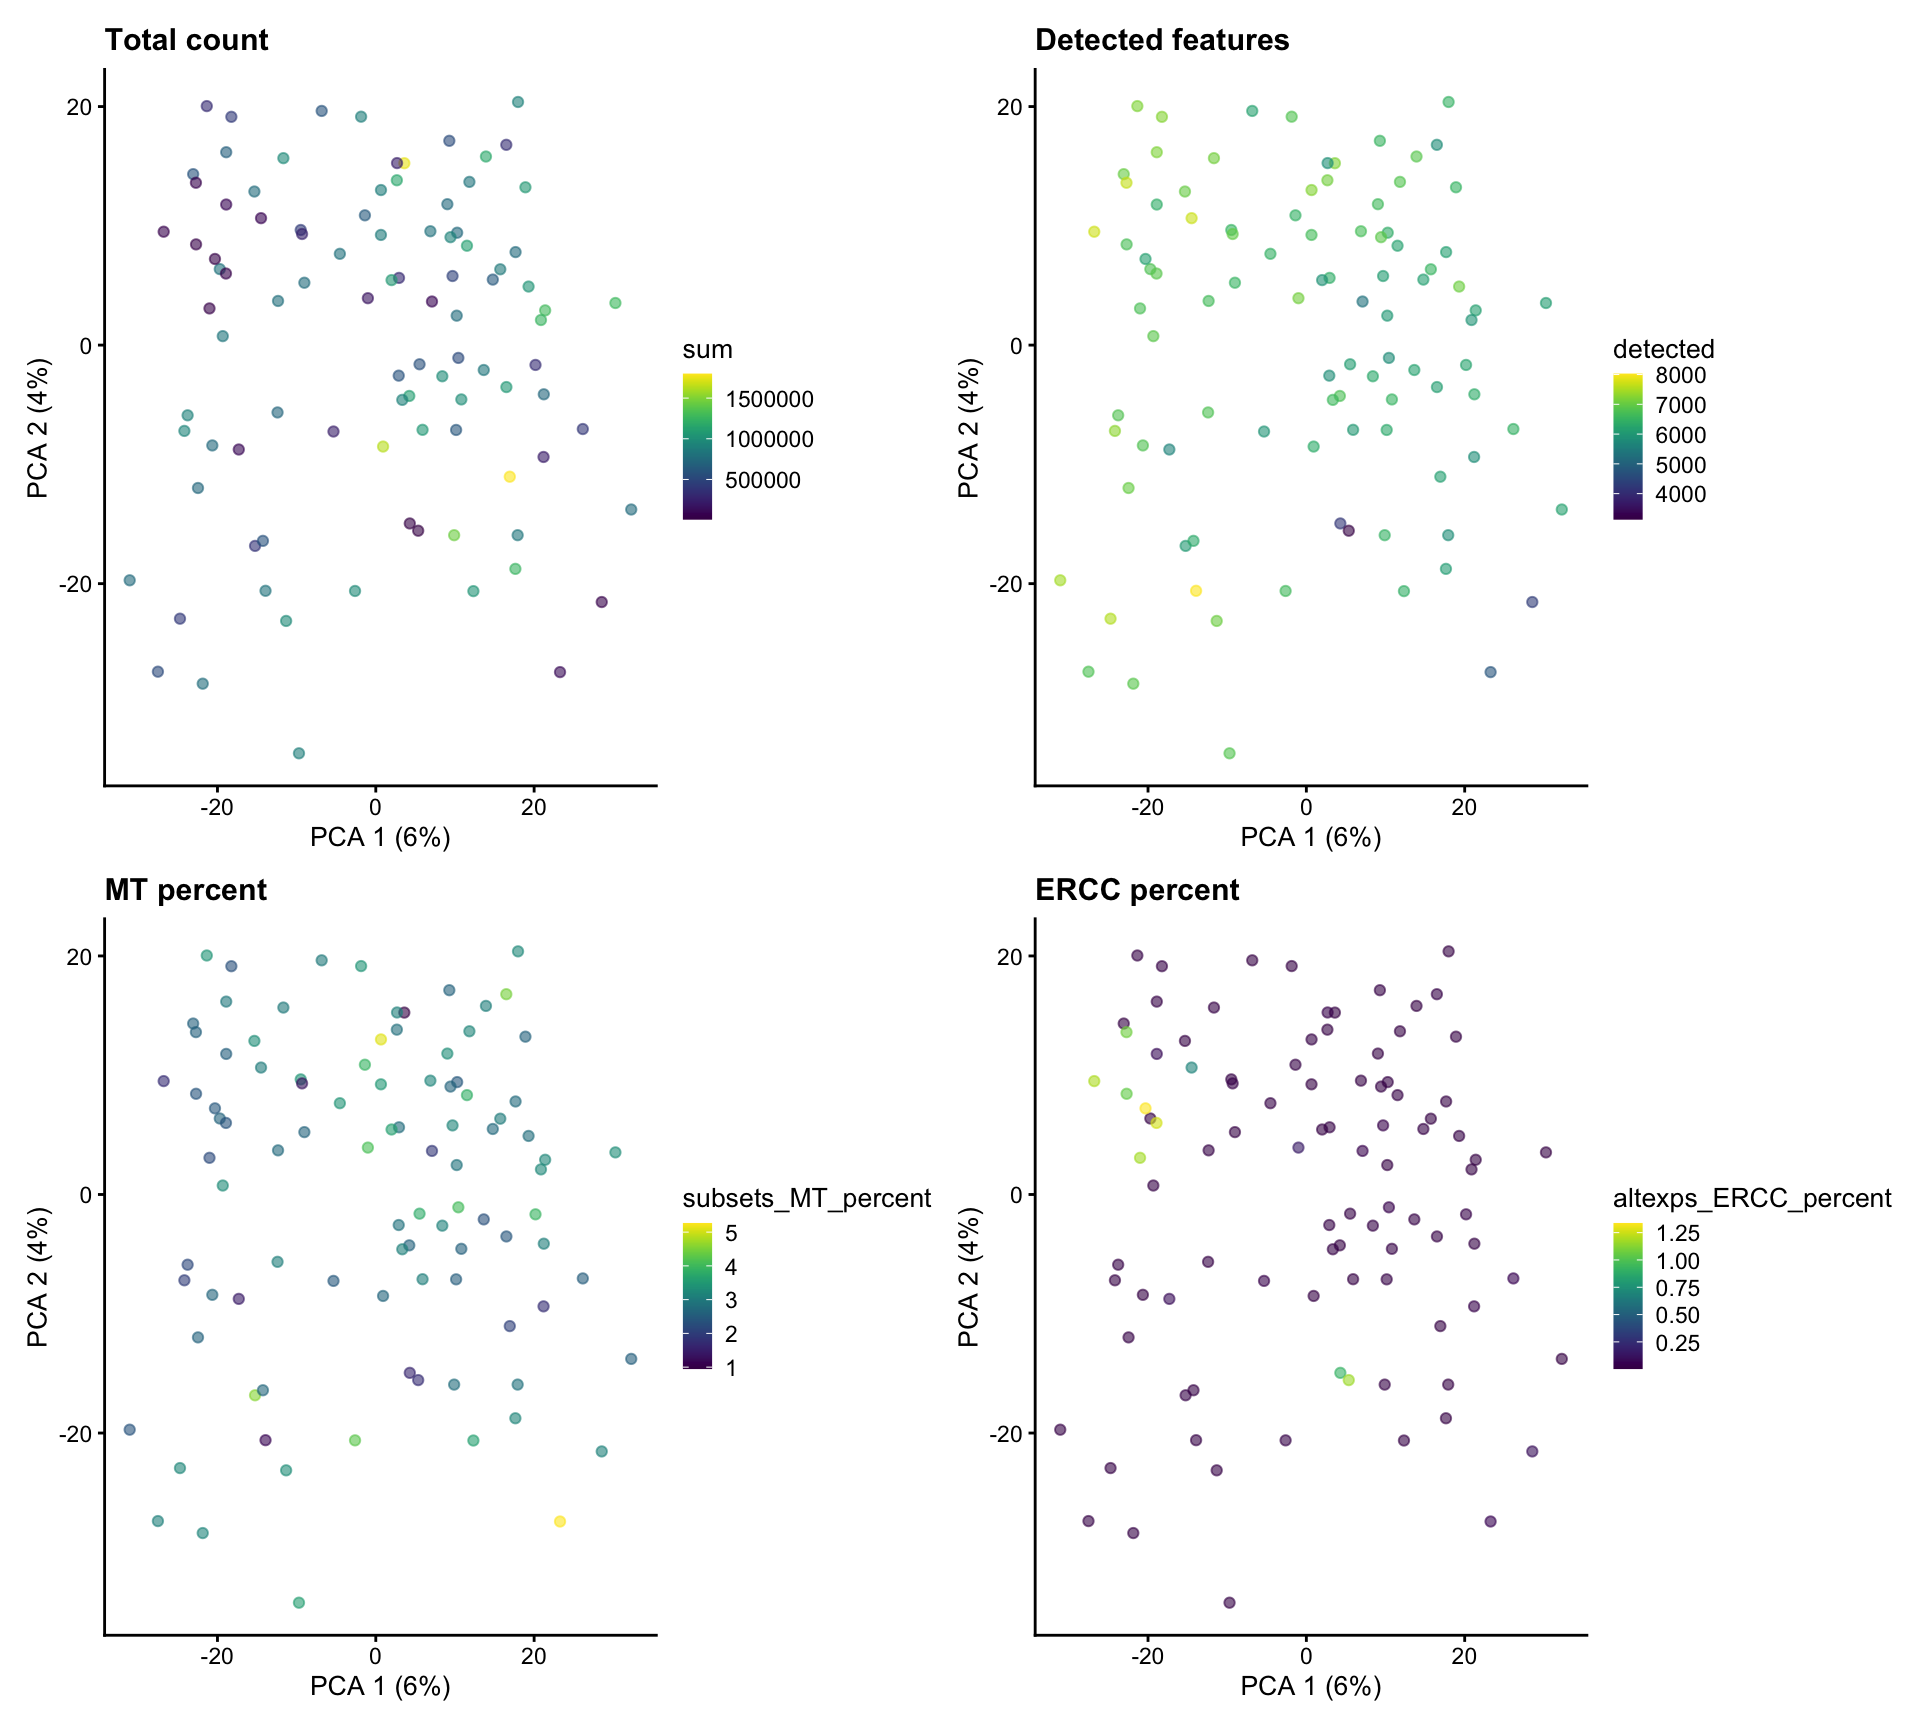 Total count
20
0
-20
PCA 2 (4%)
-20
0
20
PCA 1 (6%)
sum
1500000
1000000
500000
Detected features
20
0
-20
PCA 2 (4%)
-20
0
20
PCA 1 (6%)
detected
8000
7000
6000
5000
4000
MT percent
20
0
-20
PCA 2 (4%)
-20
0
20
PCA 1 (6%)
subsets_MT_percent
5
4
3
2
1
ERCC percent
20
0
-20
PCA 2 (4%)
-20
0
20
PCA 1 (6%)
altexps_ERCC_percent
1.25
1.00
0.75
0.50
0.25